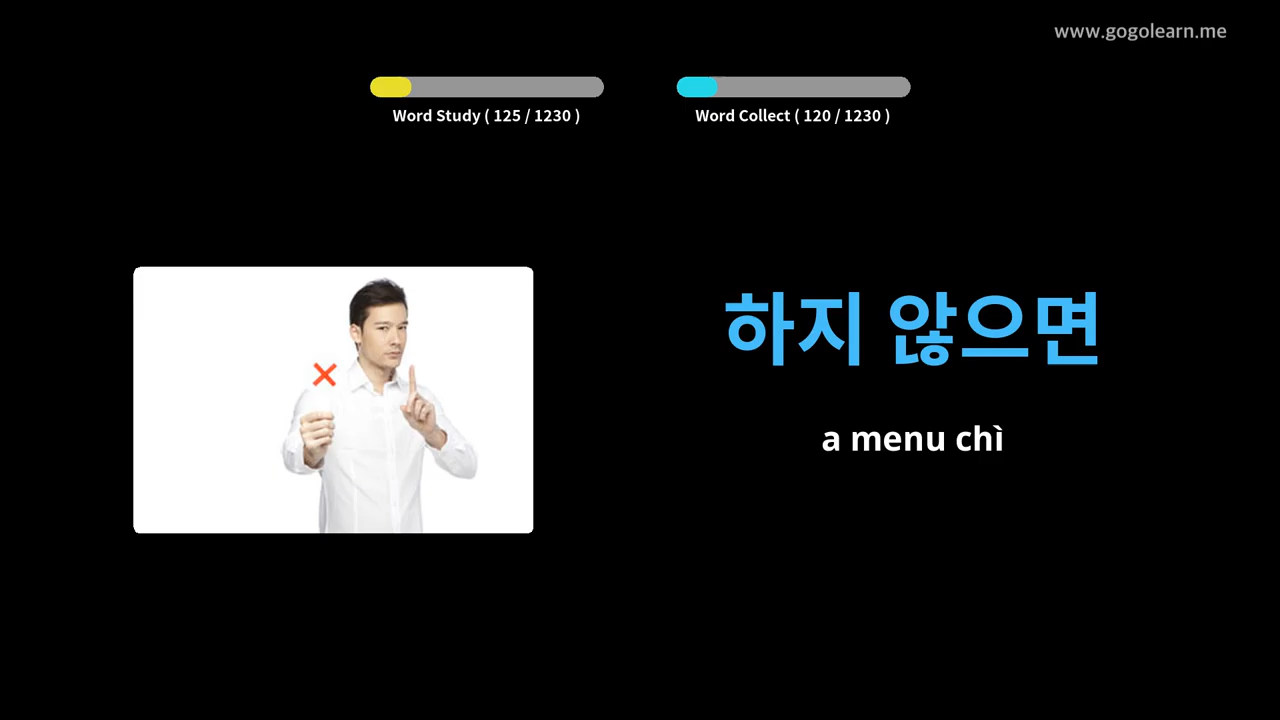 www.gogolearn.me
Word Study ( 125 / 1230 )
Word Collect ( 120 / 1230 )
하지 않으면
a menu chì